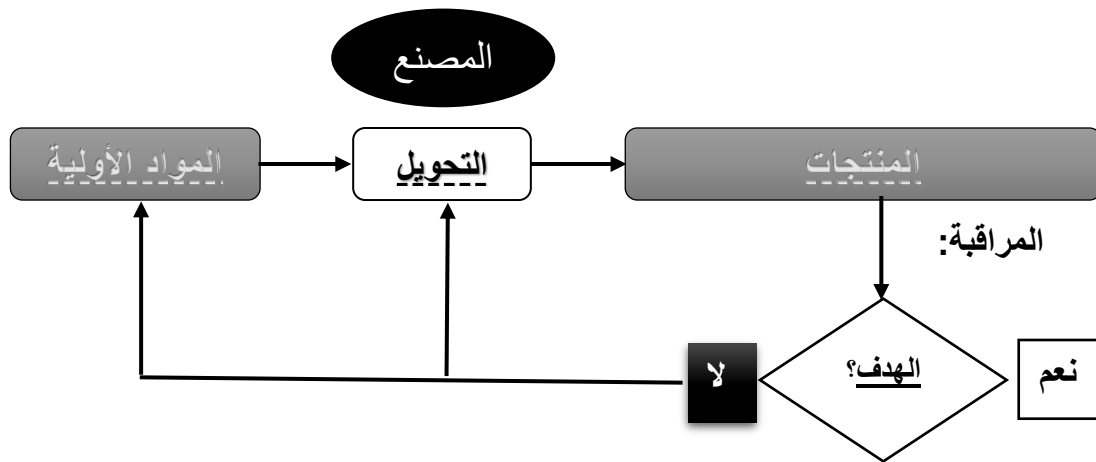 المصنع
المواد الأولية
التحويل
المنتجات
المراقبة:
الهدف؟
لا
نعم